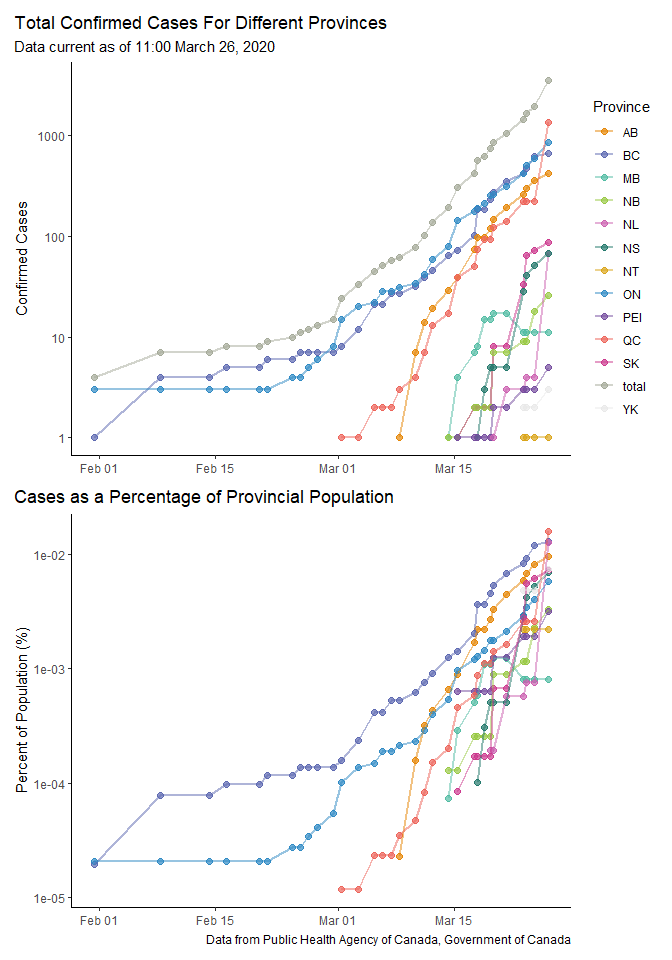 Total Confirmed Cases For Different Provinces
Data current as of 11:00 March 26, 2020
Confirmed Cases
1000
100
10
1
Feb 01
Feb 15
Mar 01
Mar 15
Province
AB
BC
MB
NB
NL
NS
NT
ON
PEI
QC
SK
total
YK
Cases as a Percentage of Provincial Population
Percent of Population (%)
1e-02
1e-03
1e-04
1e-05
Feb 01
Feb 15
Mar 01
Mar 15
Data from Public Health Agency of Canada, Government of Canada